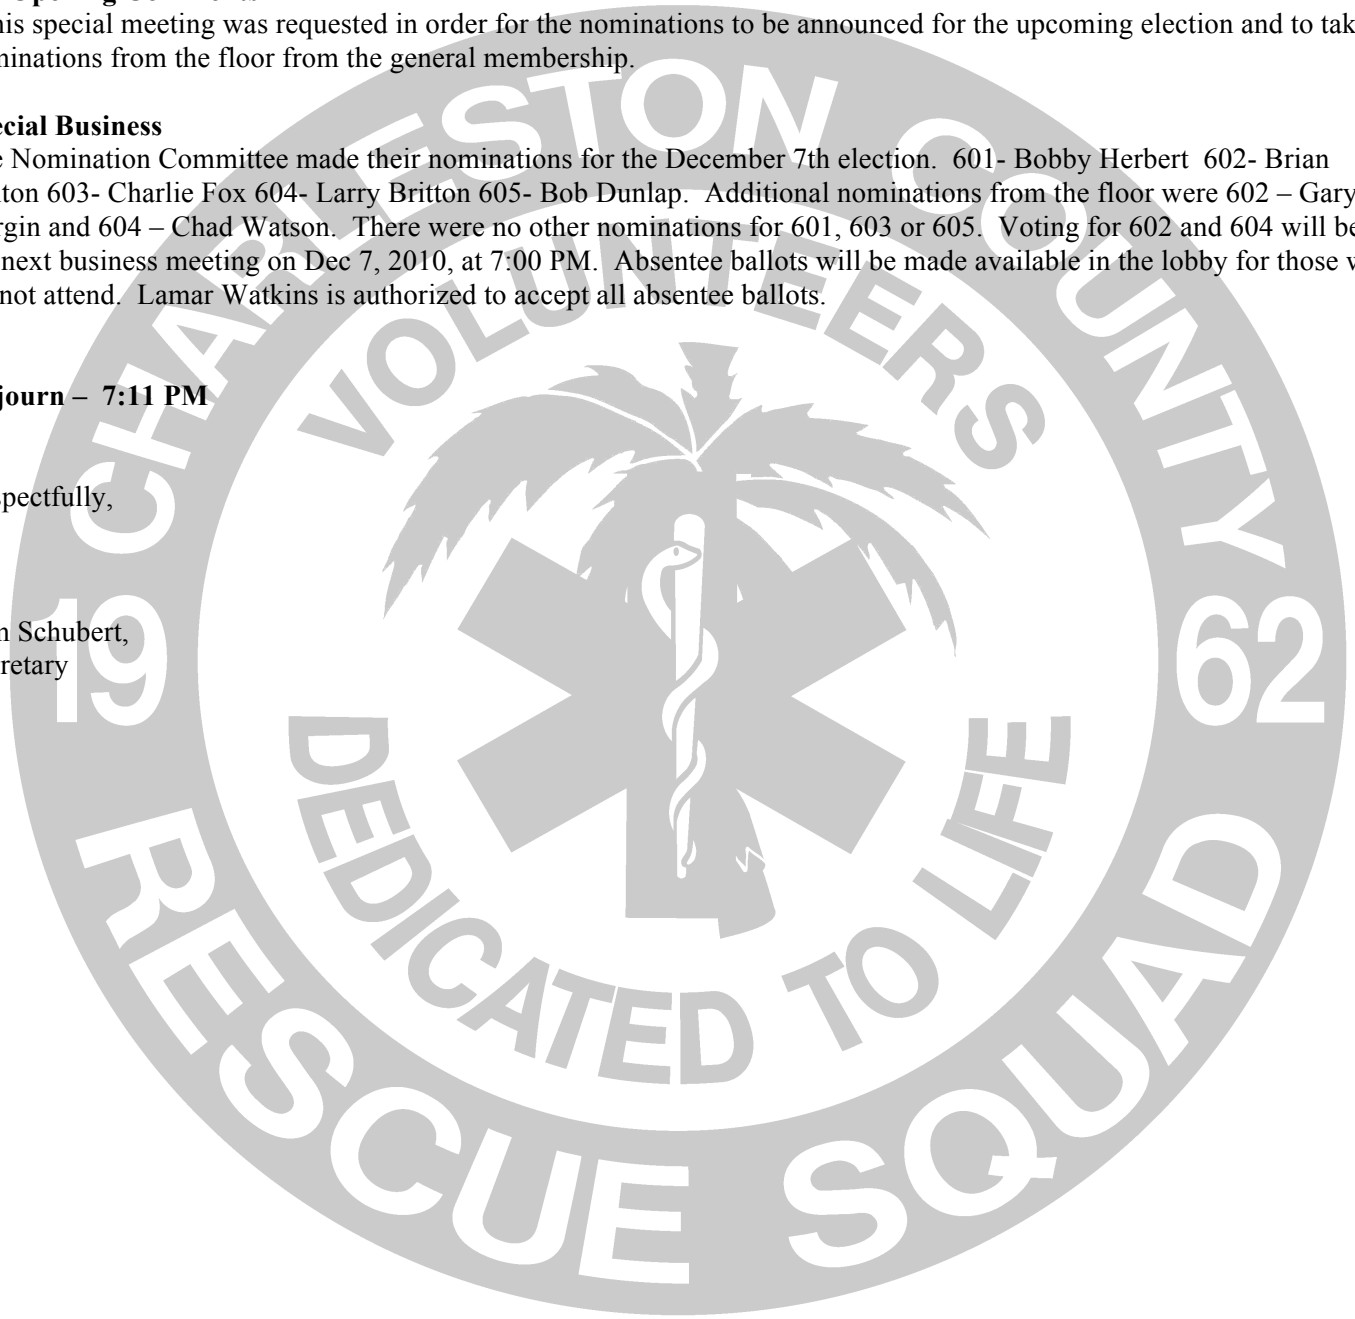 his special meeting was requested in order for the nominations to be announced for the upcoming election and to tak
minations from the floor from the general membership.
ecial Business
e Nomination Committee made their nominations for the December 7th election.  601- Bobby Herbert  602- Brian
ton 603- Charlie Fox 604- Larry Britton 605- Bob Dunlap.  Additional nominations from the floor were 602 – Gary
rgin and 604 – Chad Watson.  There were no other nominations for 601, 603 or 605.  Voting for 602 and 604 will be
next business meeting on Dec 7, 2010, at 7:00 PM.  Absentee ballots will be made available in the lobby for those w
not attend.  Lamar Watkins is authorized to accept all absentee ballots.
journ –  7:11 PM
spectfully,
n Schubert,
retary
CHARLESTON COUNTY
VOLUNTEERS
19 62
DEDICATED TO LIFE
RESCUE SQUAD